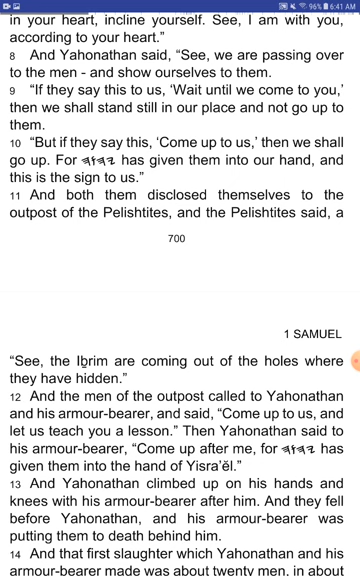 96% 6:41 AM
in your heart, incline yourself. See, I am with you,
according to your heart.”
8 And Yahonathan said, “See, we are passing over
to the men - and show ourselves to them.
9 “If they say this to us, ‘Wait until we come to you,’
then we shall stand still in our place and not go up to
them.
10 “But if they say this, ‘Come up to us,’ then we shall
go up. For 𐤉𐤄𐤅𐤄 has given them into our hand, and
this is the sign to us.”
11 And both them disclosed themselves to the
outpost of the Pelishtites, and the Pelishtites said, a
700
1 SAMUEL
“See, the Iḇrim are coming out of the holes where
they have hidden.”
12 And the men of the outpost called to Yahonathan
and his armour-bearer, and said, “Come up to us, and
let us teach you a lesson.” Then Yahonathan said to
his armour-bearer, “Come up after me, for 𐤉𐤄𐤅𐤄 has
given them into the hand of Yisra’ĕl.”
13 And Yahonathan climbed up on his hands and
knees with his armour-bearer after him. And they fell
before Yahonathan, and his armour-bearer was
putting them to death behind him.
14 And that first slaughter which Yahonathan and his
armour-bearer made was about twenty men, in about